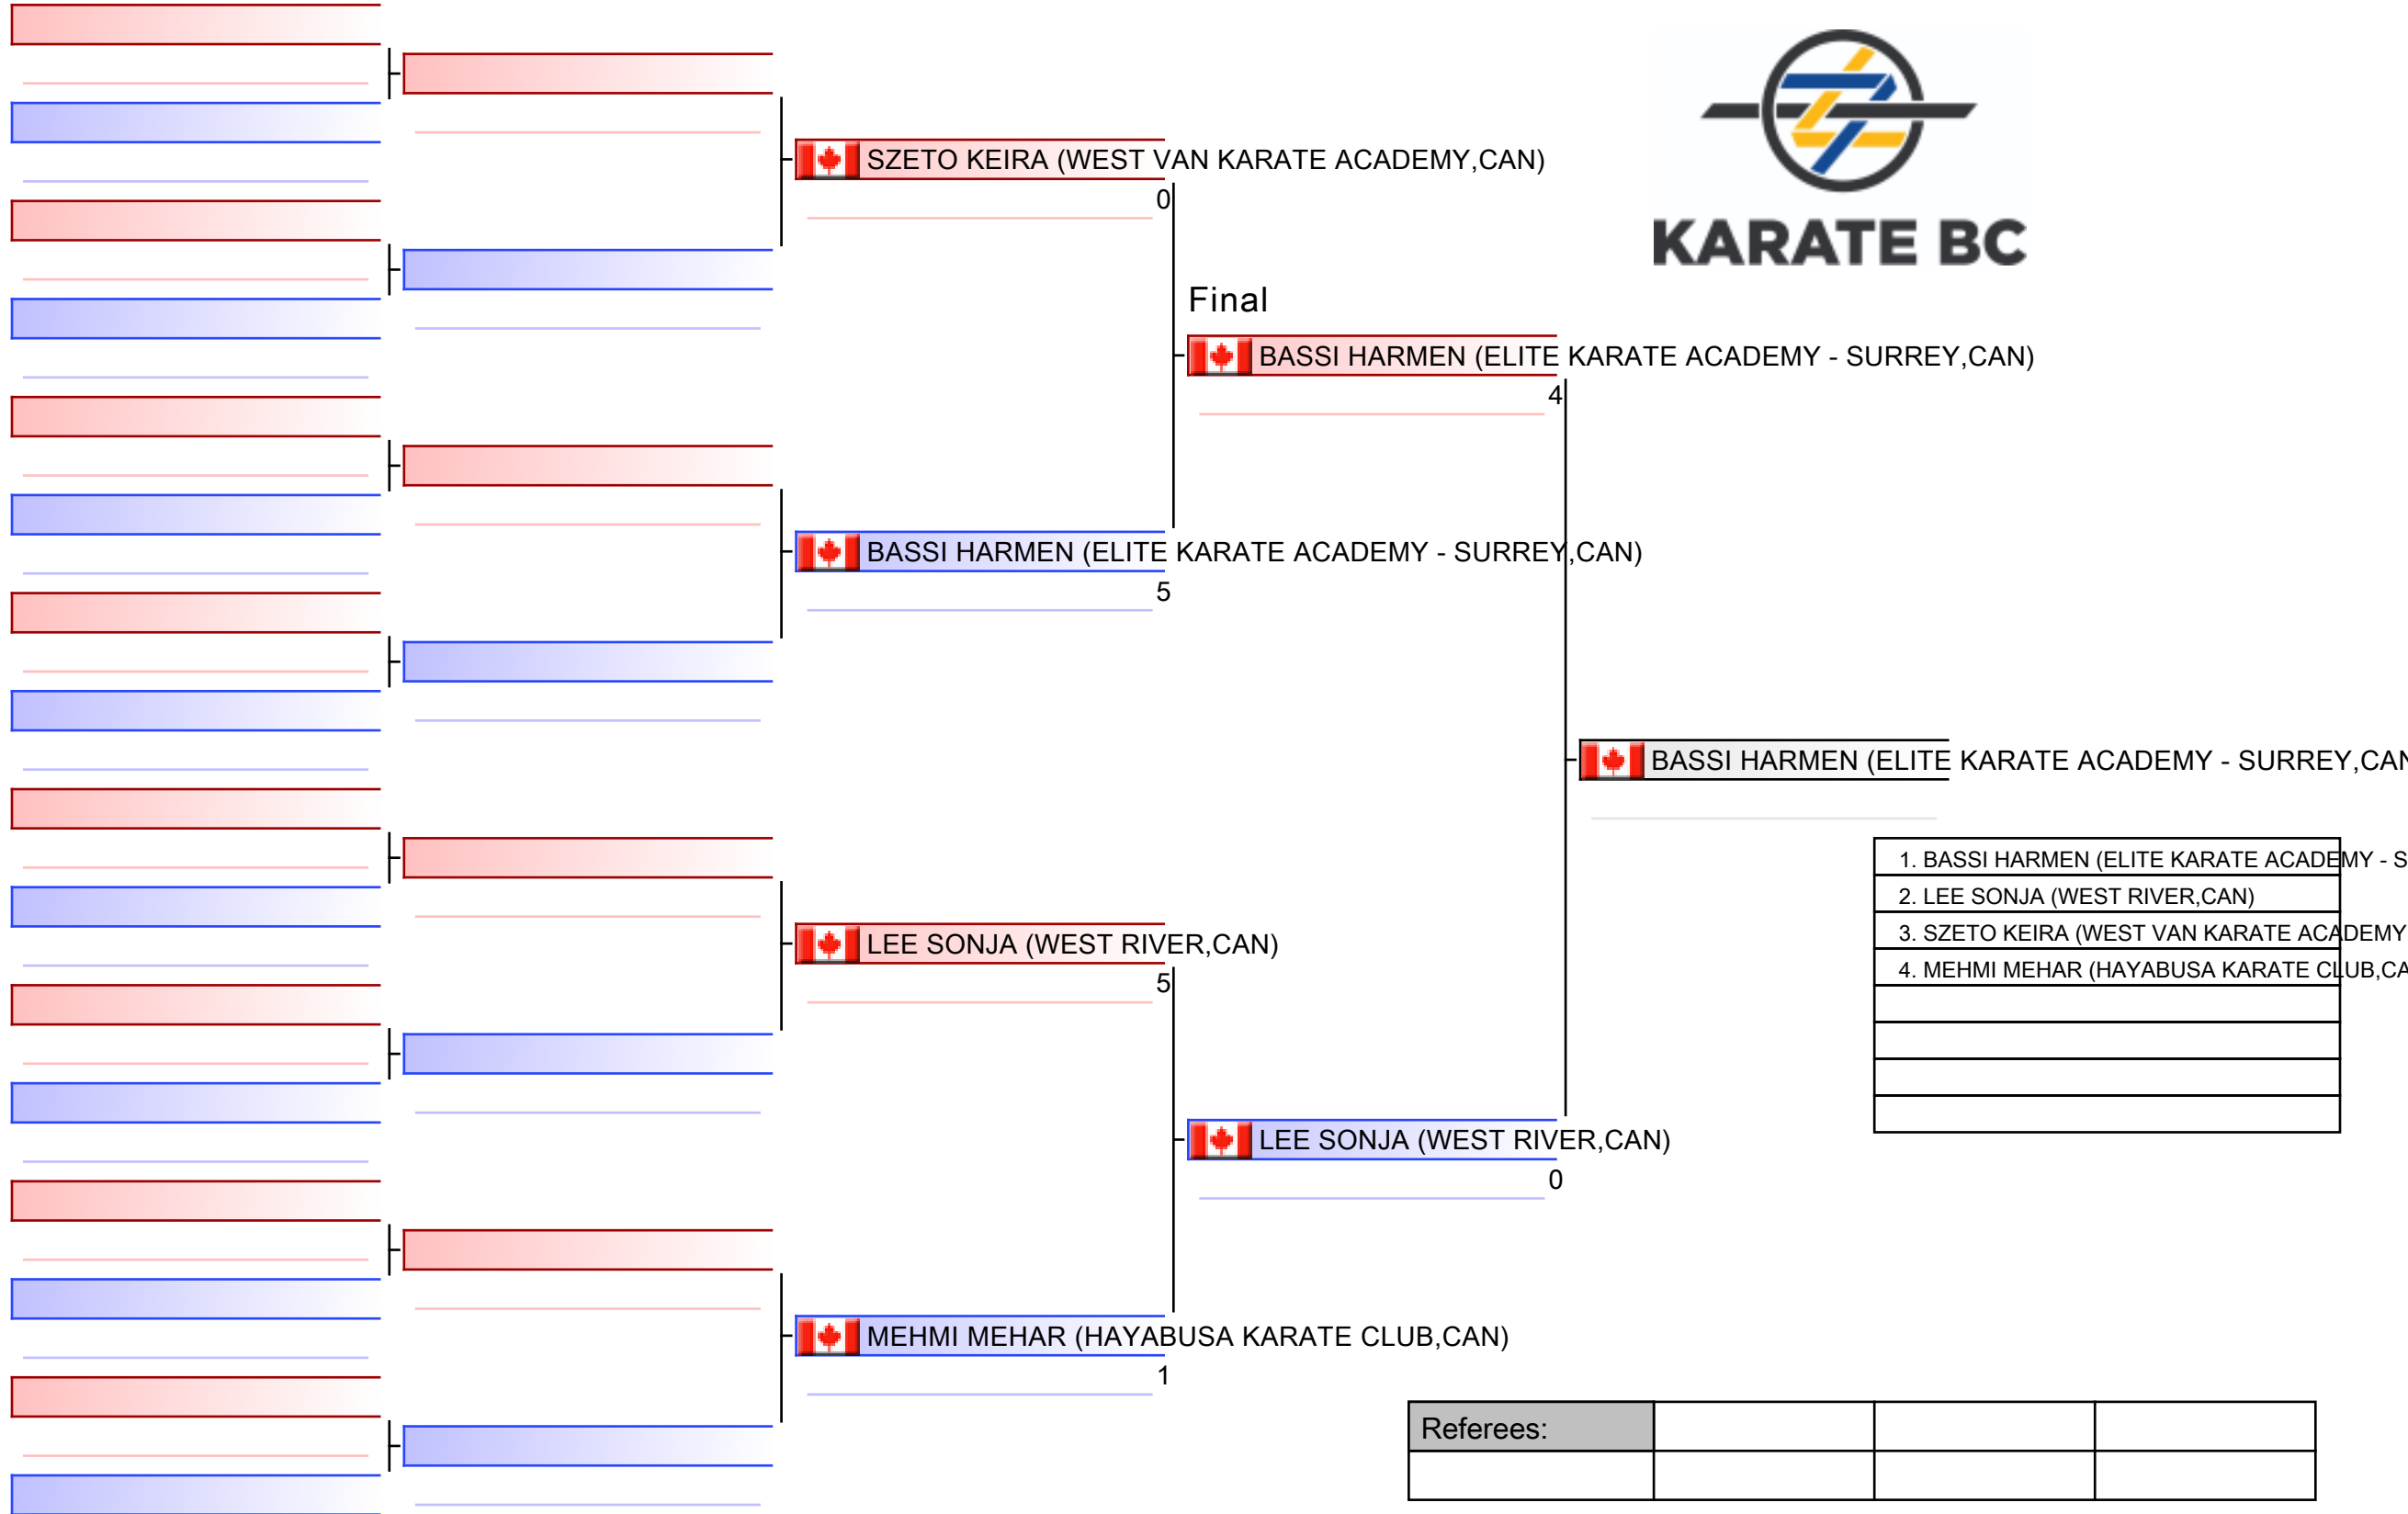 KARATE BC
SZETO KEIRA (WEST VAN KARATE ACADEMY,CAN)
0
Final
BASSI HARMEN (ELITE KARATE ACADEMY - SURREY,CAN)
4
BASSI HARMEN (ELITE KARATE ACADEMY - SURREY,CAN)
5
BASSI HARMEN (ELITE KARATE ACADEMY - SURREY,CAN
1. BASSI HARMEN (ELITE KARATE ACADEMY - S
2. LEE SONJA (WEST RIVER,CAN)
3. SZETO KEIRA (WEST VAN KARATE ACADEMY
4. MEHMI MEHAR (HAYABUSA KARATE CLUB,CA
LEE SONJA (WEST RIVER,CAN)
5
LEE SONJA (WEST RIVER,CAN)
0
MEHMI MEHAR (HAYABUSA KARATE CLUB,CAN)
1
Referees: